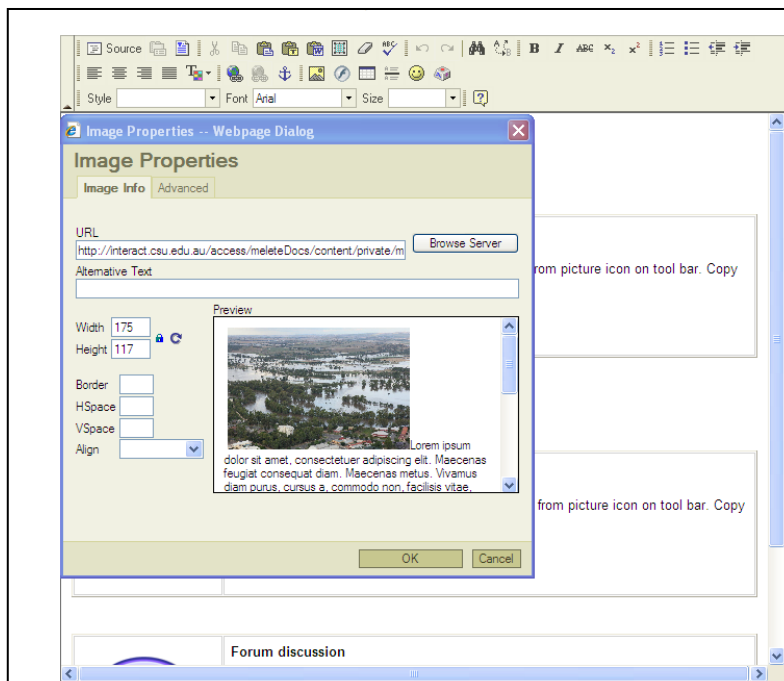 Source
ABC
B I ABC x₂ x²
Style Font Arial Size
Image Properties -- Webpage Dialog
Image Properties
Image Info Advanced
URL
http://interact.csu.edu.au/access/meleteDocs/content/private/m
Browse Server
Alternative Text
Width 175
Height 117
Border
HSpace
VSpace
Align
Preview
Lorem ipsum
dolor sit amet, consectetuer adipiscing elit. Maecenas
feugiat consequat diam. Maecenas metus. Vivamus
diam purus, cursus a, commodo non, facilisis vitae,
OK Cancel
rom picture icon on tool bar. Copy
from picture icon on tool bar. Copy
Forum discussion